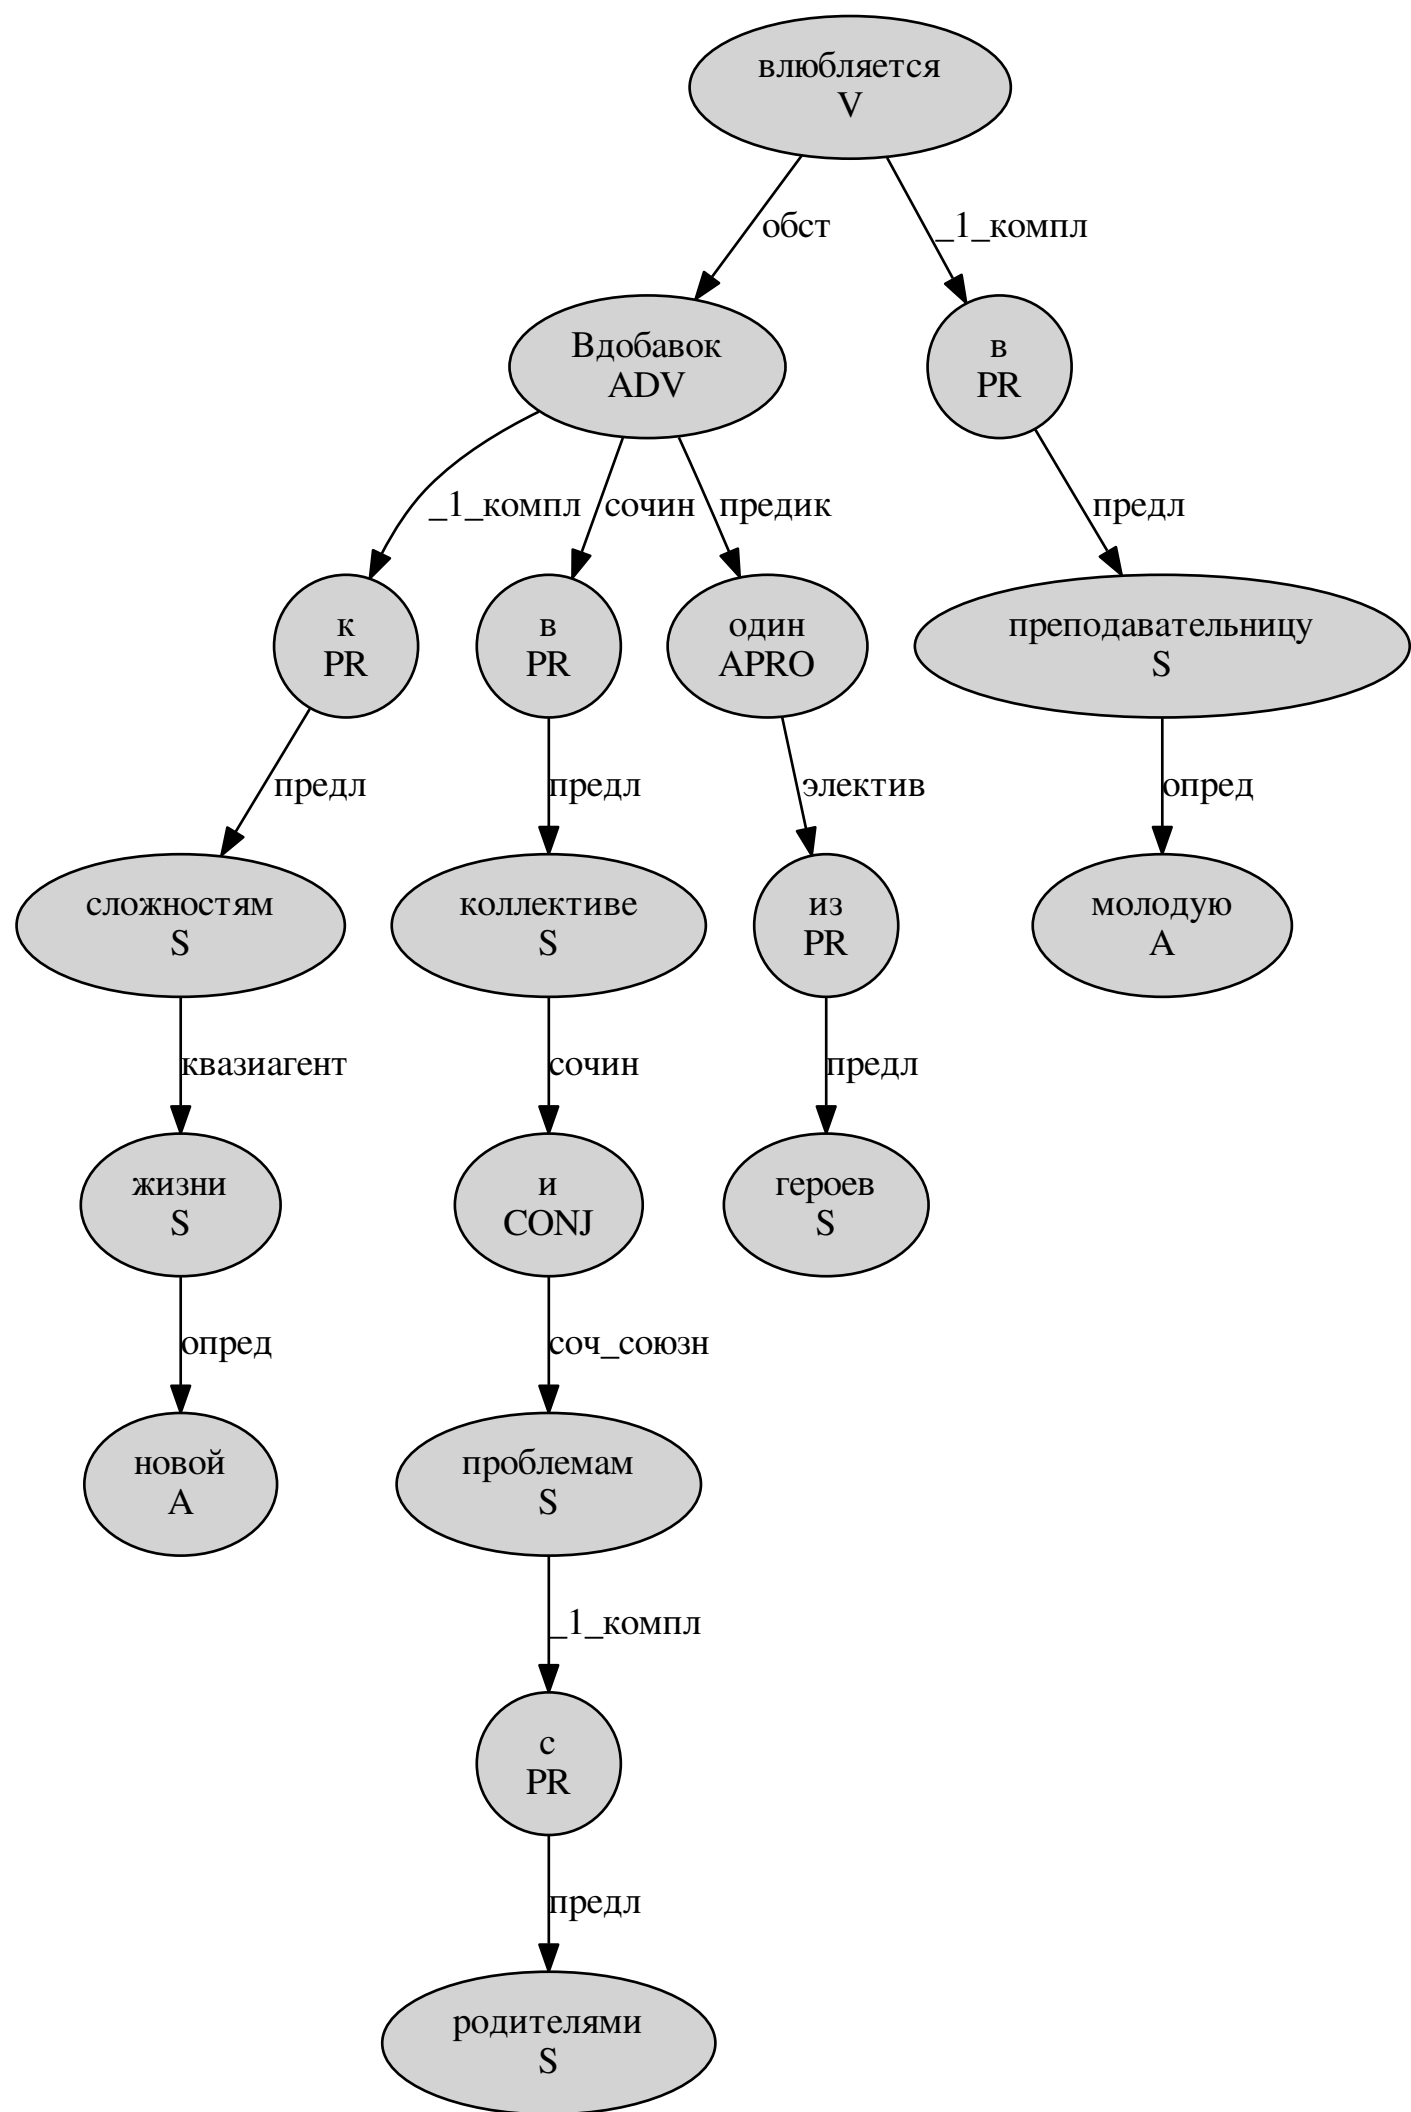 влюбляется
V
обст
_1_компл
Вдобавок
ADV
в
PR
_1_компл
сочин
предик
предл
к
PR
в
PR
один
APRO
преподавательницу
S
предл
предл
электив
опред
сложностям
S
коллективе
S
из
PR
молодую
A
квазиагент
сочин
предл
жизни
S
и
CONJ
героев
S
опред
соч_союзн
новой
A
проблемам
S
_1_компл
с
PR
предл
родителями
S